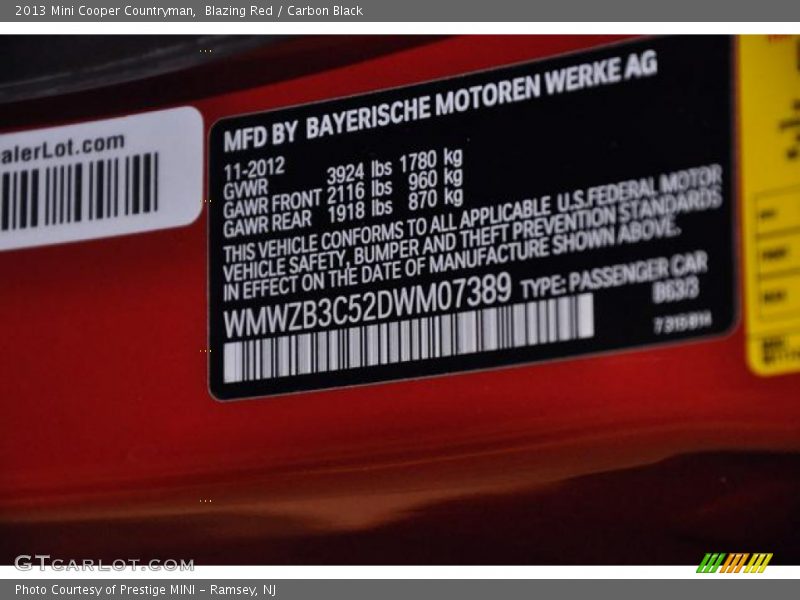 2013 Mini Cooper Countryman,  Blazing Red / Carbon Black
alerLot.com
MFD BY BAYERISCHE MOTOREN WERKE AG
11-2012
GVWR 3924 lbs 1780 kg
GAWR FRONT 2116 lbs 960 kg
GAWR REAR 1918 lbs 870 kg
THIS VEHICLE CONFORMS TO ALL APPLICABLE U.S.FEDERAL MOTOR
VEHICLE SAFETY, BUMPER AND THEFT PREVENTION STANDARDS
IN EFFECT ON THE DATE OF MANUFACTURE SHOWN ABOVE.
WMWZB3C52DWM07389 TYPE: PASSENGER CAR
B63/3
GTCARLOT.COM
Photo Courtesy of Prestige MINI – Ramsey, NJ